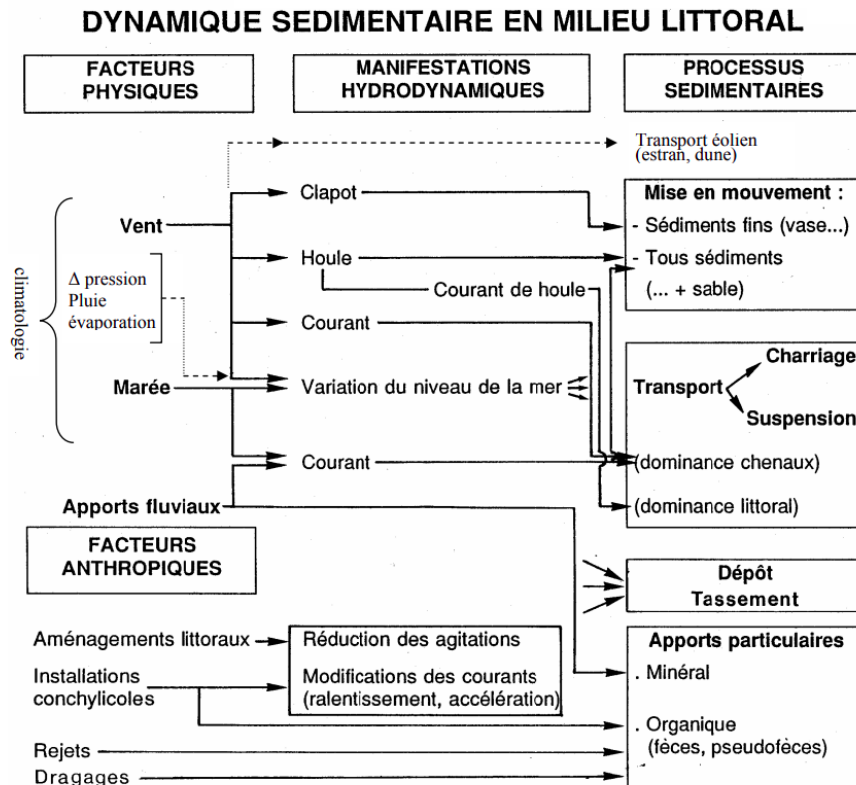 DYNAMIQUE SEDIMENTAIRE EN MILIEU LITTORAL
FACTEURS
PHYSIQUES
MANIFESTATIONS
HYDRODYNAMIQUES
PROCESSUS
SEDIMENTAIRES
Transport éolien
(estran, dune)
climatologie
Vent
Δ pression
Pluie
évaporation
Marée
Apports fluviaux
Clapot
Houle
Courant de houle
Courant
Variation du niveau de la mer
Courant
Mise en mouvement :
- Sédiments fins (vase...)
- Tous sédiments
(... + sable)
Transport
Charriage
Suspension
(dominance chenaux)
(dominance littoral)
FACTEURS
ANTHROPIQUES
Dépôt
Tassement
Aménagements littoraux
Installations
conchylicoles
Rejets
Dragages
Réduction des agitations
Modifications des courants
(ralentissement, accélération)
Apports particulaires
. Minéral
. Organique
(fèces, pseudofèces)